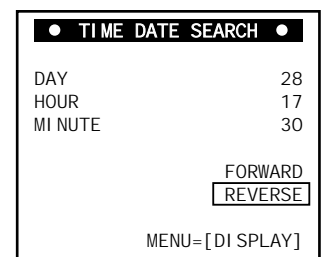 ● TIME DATE SEARCH ●
DAY 28
HOUR 17
MINUTE 30
FORWARD
REVERSE
MENU=[DISPLAY]